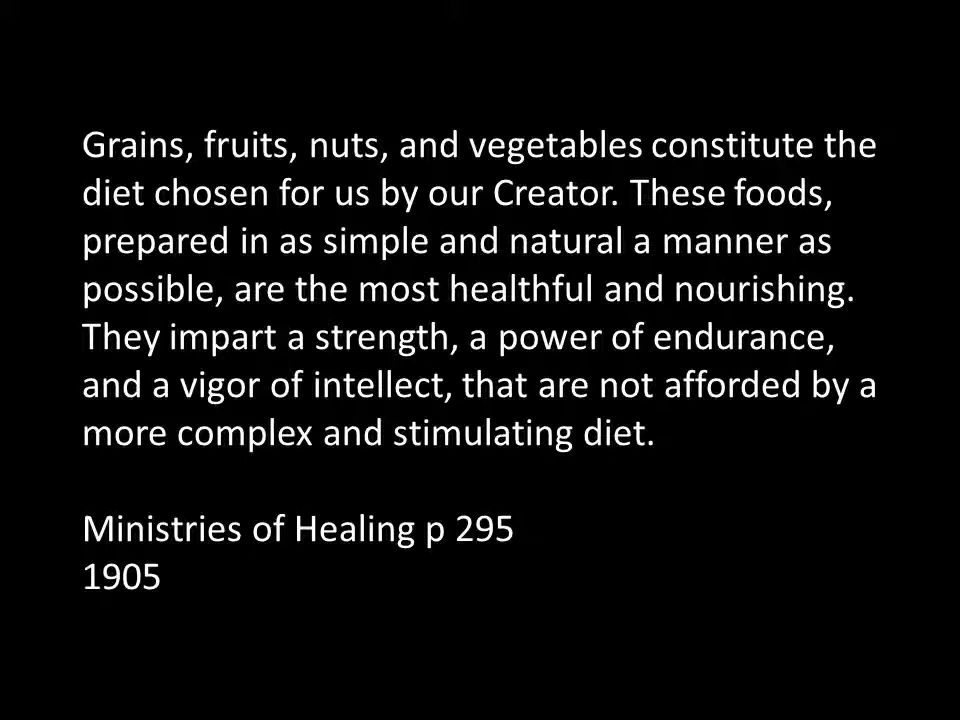 Grains, fruits, nuts, and vegetables constitute the
diet chosen for us by our Creator. These foods,
prepared in as simple and natural a manner as
possible, are the most healthful and nourishing.
They impart a strength, a power of endurance,
and a vigor of intellect, that are not afforded by a
more complex and stimulating diet.
Ministries of Healing p 295
1905